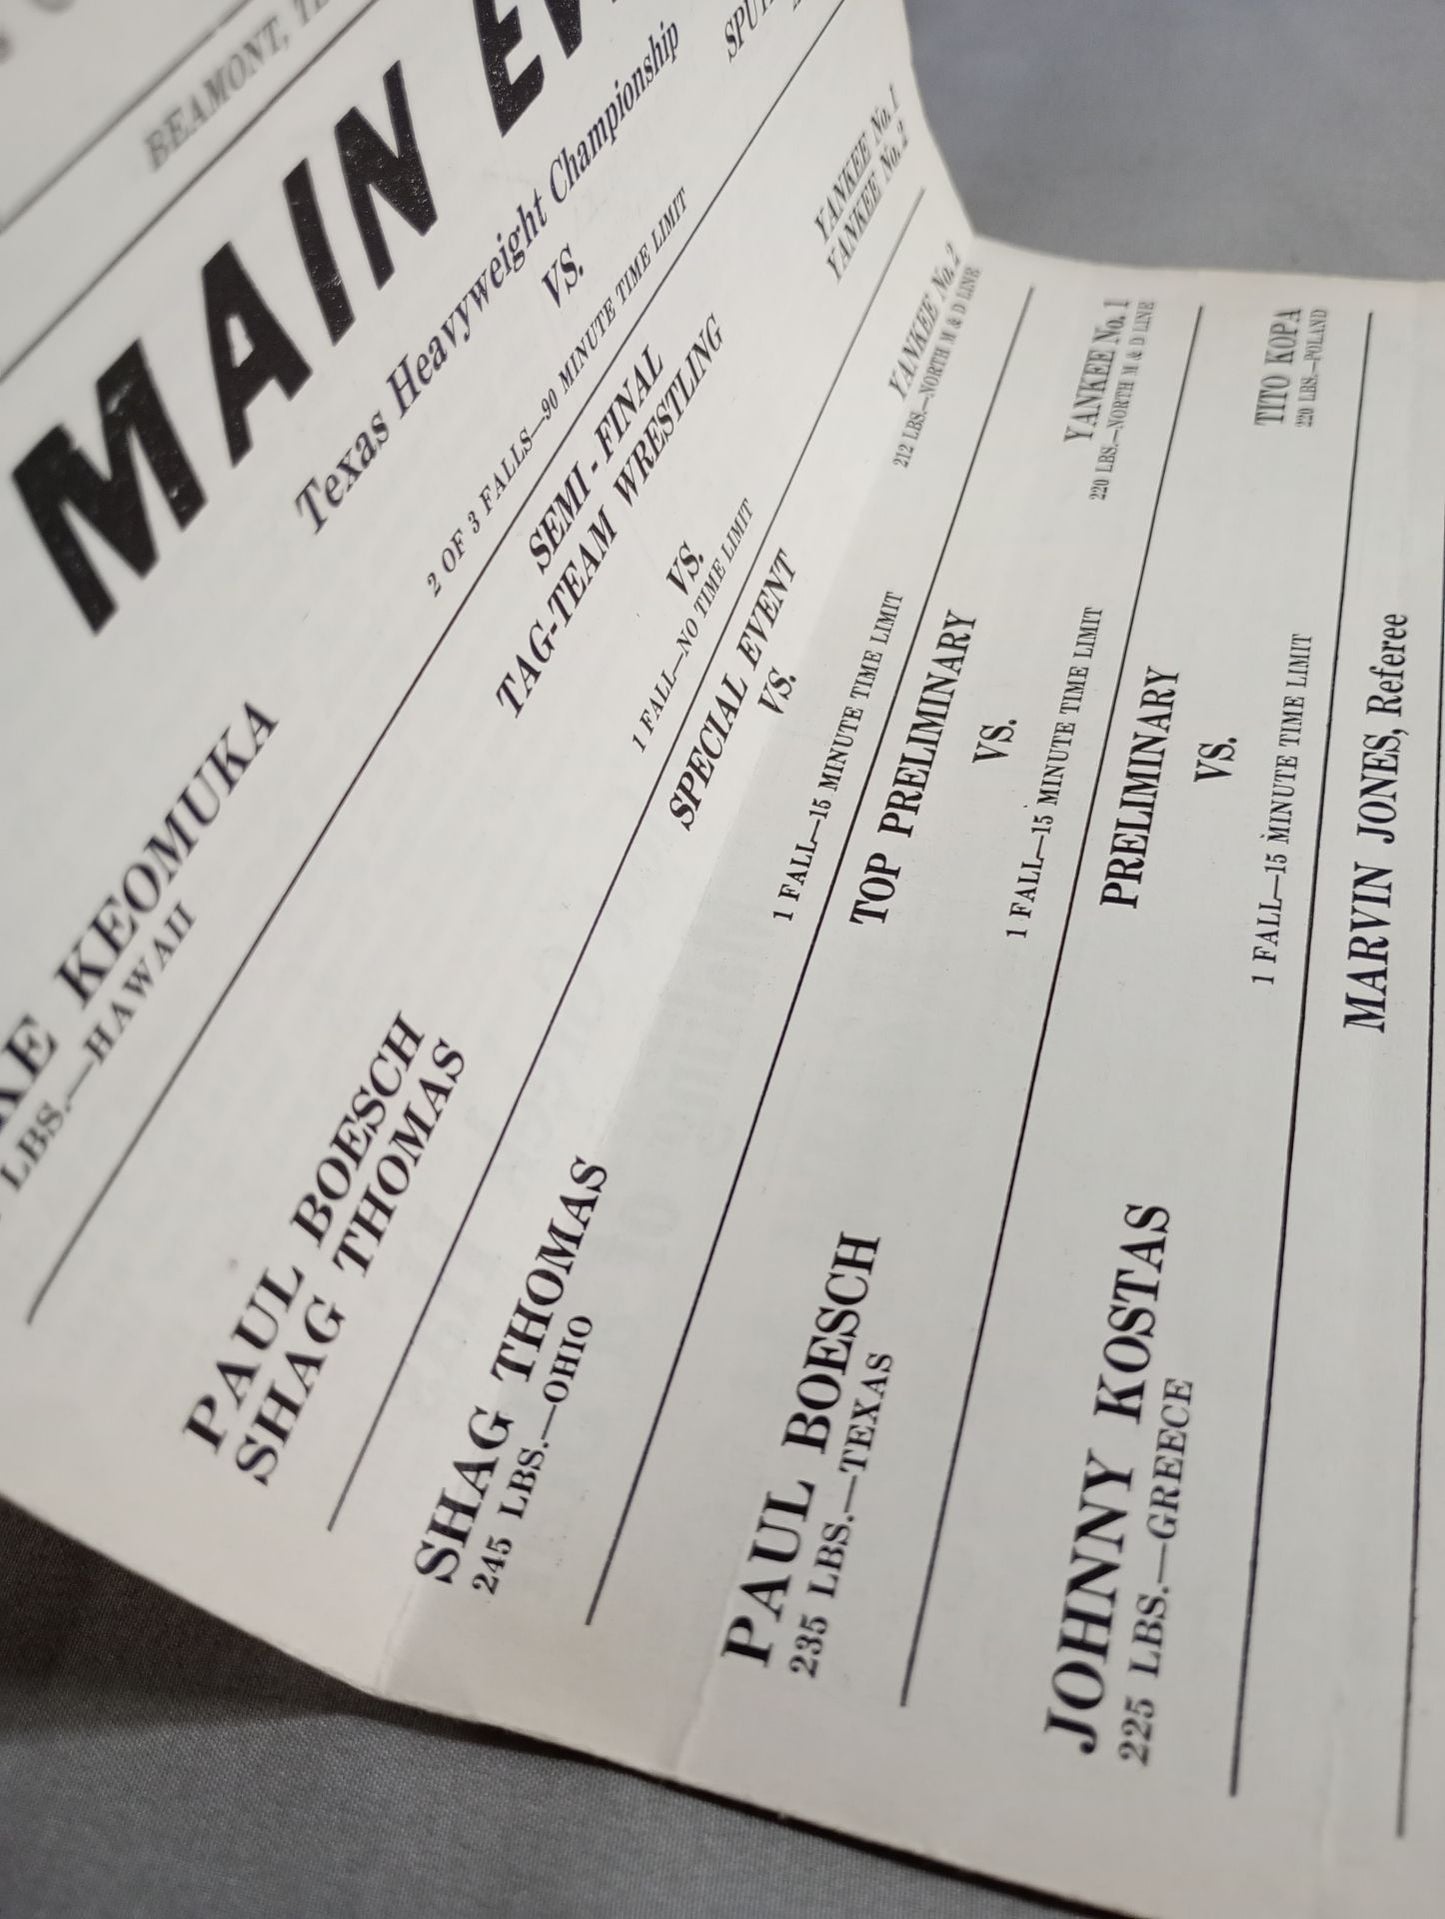 BEAMONT,
MAIN
Texas Heavyweight Championship
KEOMUKA VS.
LBS.—HAWAII
2 OF 3 FALLS—90 MINUTE TIME LIMIT
SEMI-FINAL
TAG-TEAM WRESTLING
PAUL BOESCH VS. YANKEE No. 1
SHAG THOMAS YANKEE No. 2
1 FALL—NO TIME LIMIT
SPECIAL EVENT
SHAG THOMAS VS. YANKEE No. 2
245 LBS.—OHIO 212 LBS.—NORTH M & D LINE
1 FALL—15 MINUTE TIME LIMIT
TOP PRELIMINARY
PAUL BOESCH VS. YANKEE No. 1
235 LBS.—TEXAS 220 LBS.—NORTH M & D LINE
1 FALL—15 MINUTE TIME LIMIT
PRELIMINARY
JOHNNY KOSTAS VS. TITO KOPA
225 LBS.—GREECE 220 LBS.—POLAND
1 FALL—15 MINUTE TIME LIMIT
MARVIN JONES, Referee